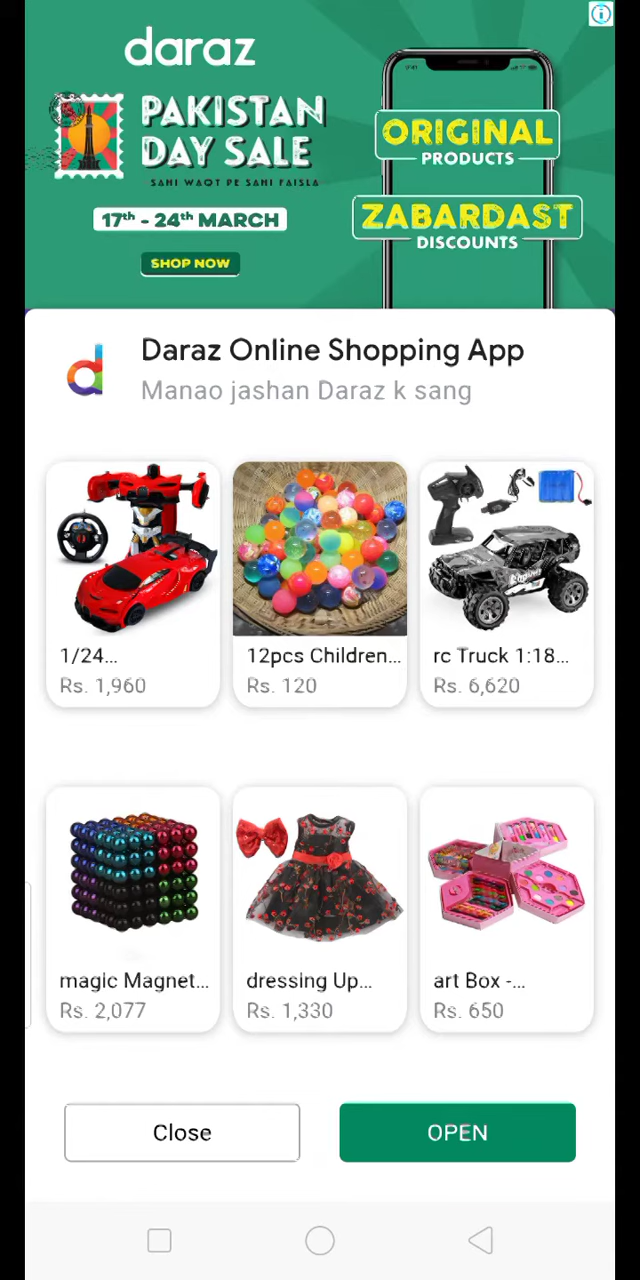 daraz
PAKISTAN
DAY SALE
SAHI WAQT PE SAHI FAISLA
17th - 24th MARCH
SHOP NOW
ORIGINAL
PRODUCTS
ZABARDAST
DISCOUNTS
Daraz Online Shopping App
Manao jashan Daraz k sang
1/24...
Rs. 1,960
12pcs Children...
Rs. 120
rc Truck 1:18...
Rs. 6,620
magic Magnet...
Rs. 2,077
dressing Up...
Rs. 1,330
art Box -...
Rs. 650
Close
OPEN